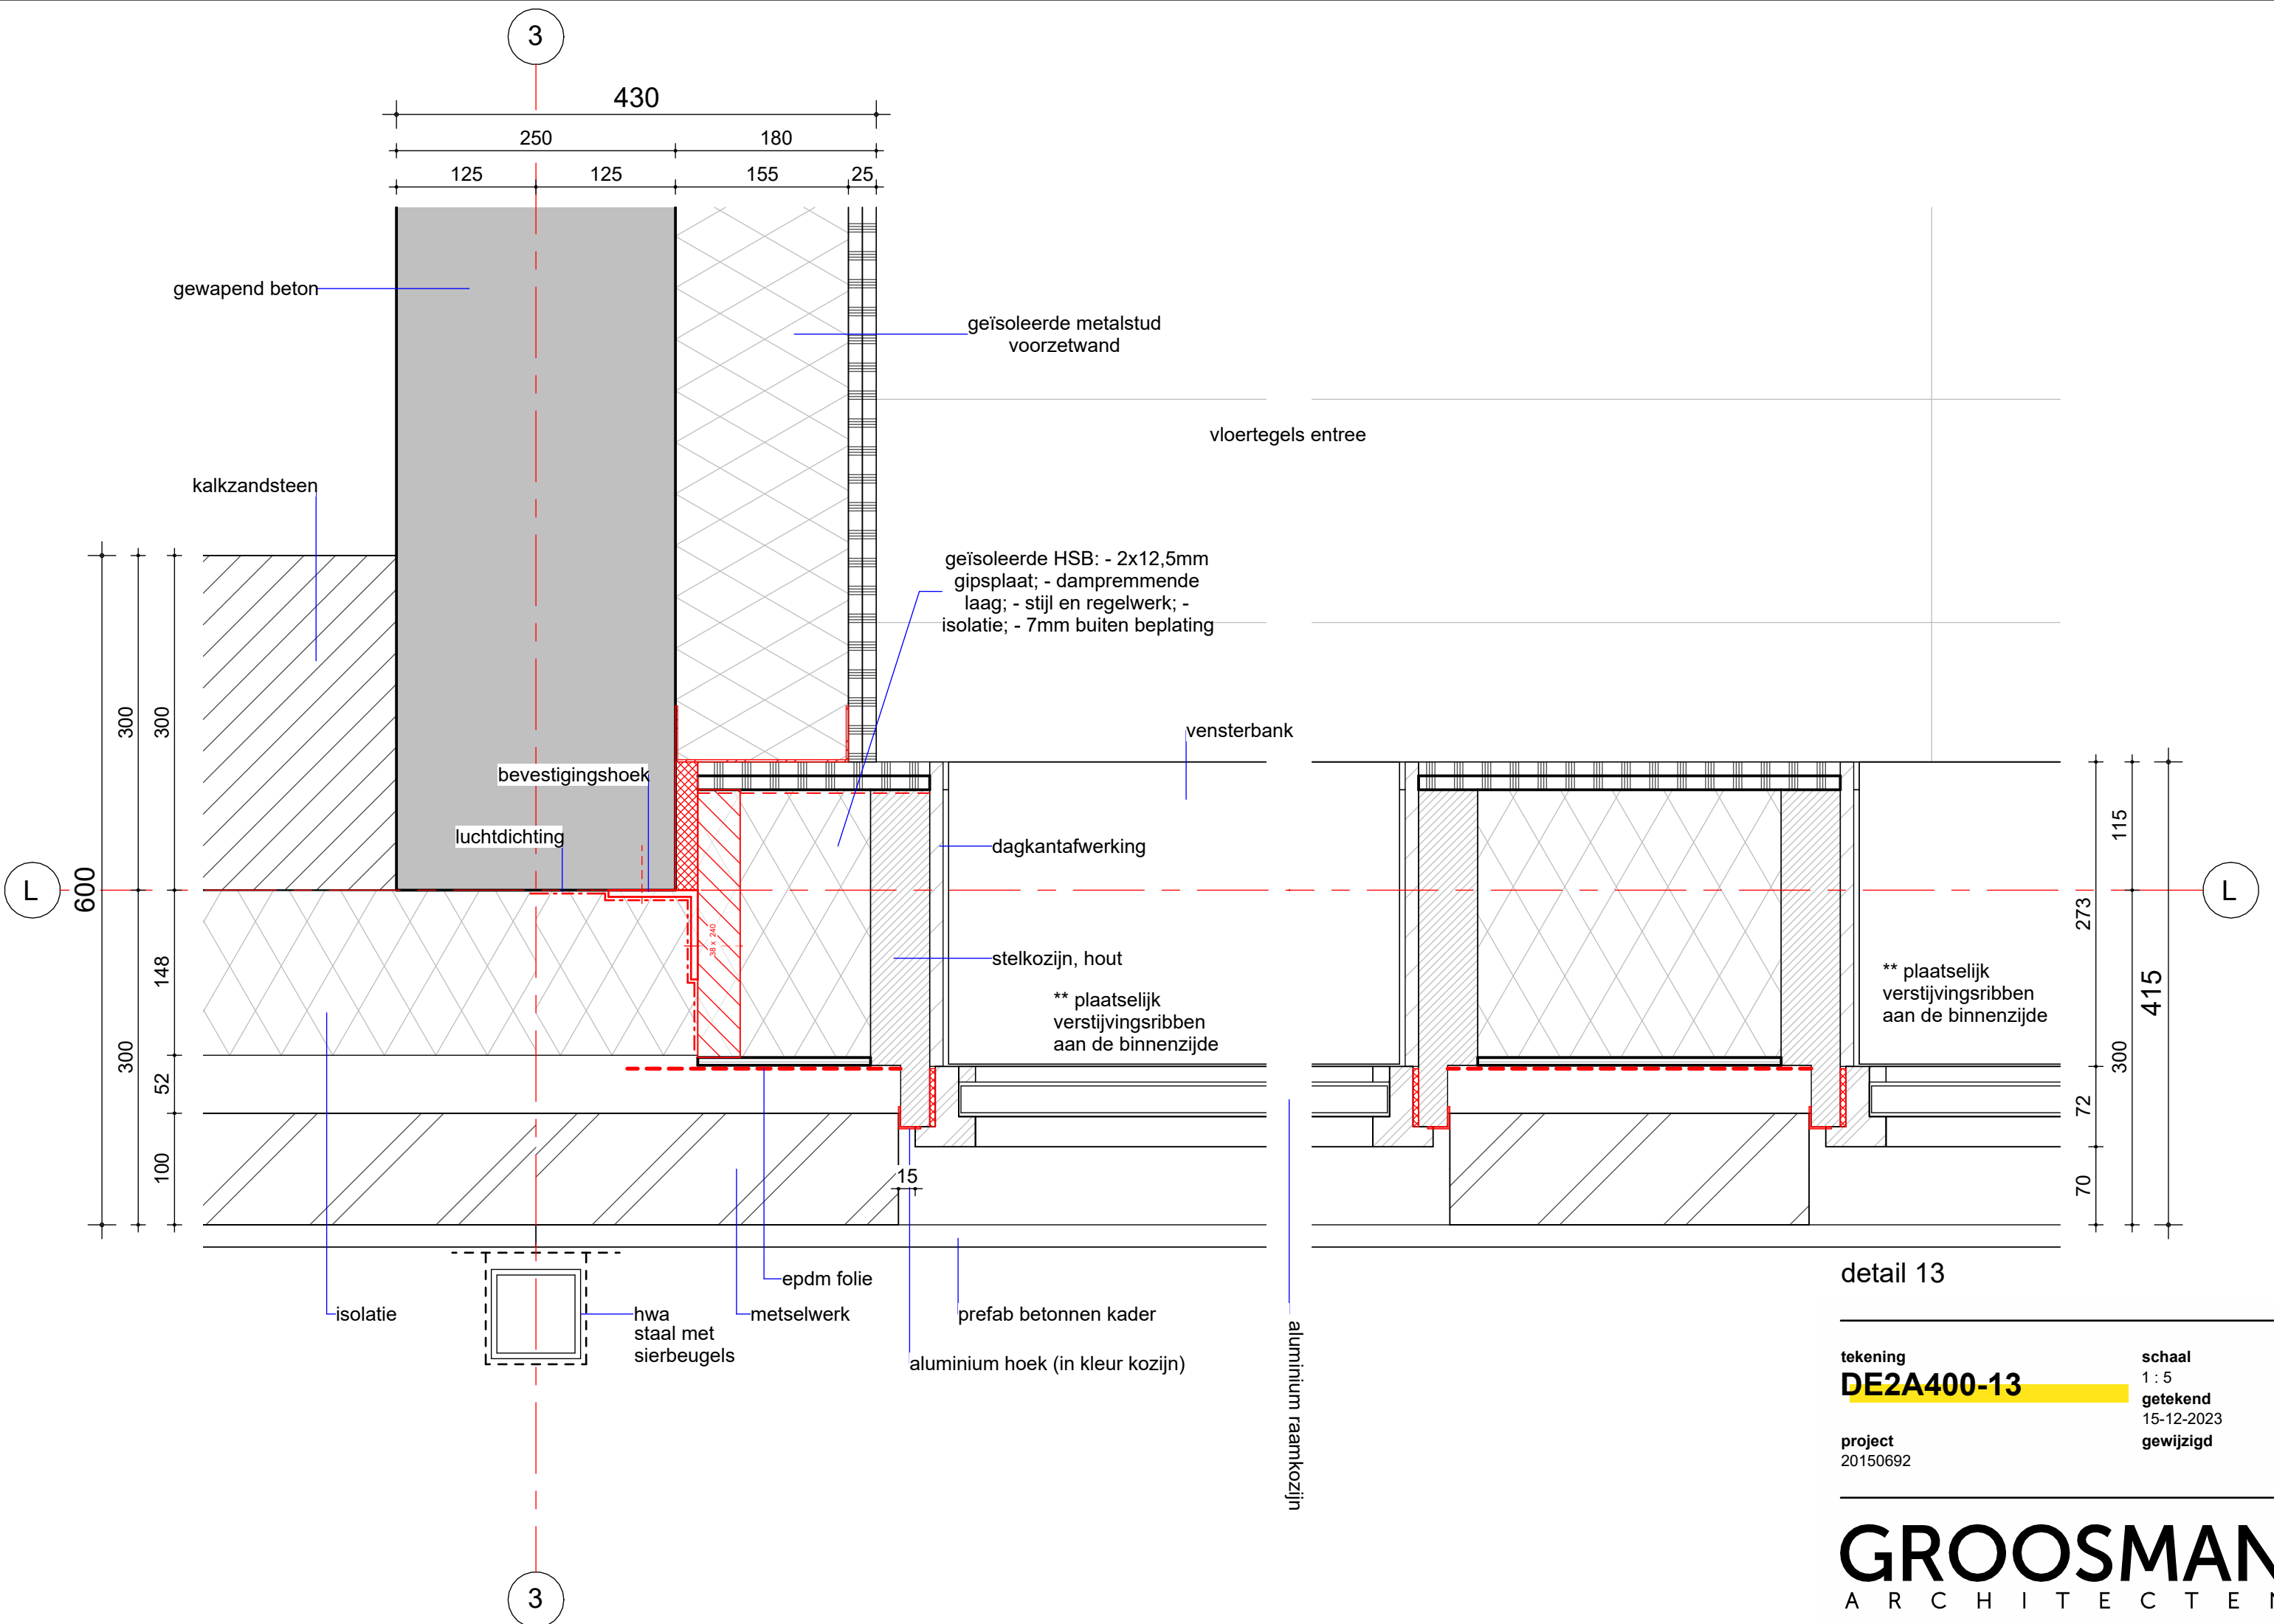 3
430
250 180
125 125 155 25
gewapend beton
geïsoleerde metalstud
voorzetwand
vloertegels entree
kalkzandsteen
geïsoleerde HSB: - 2x12,5mm
gipsplaat; - dampremmende
laag; - stijl en regelwerk; -
isolatie; - 7mm buiten beplating
600
300
300
300
148
52
100
vensterbank
bevestigingshoek
luchtdichting
dagkantafwerking
L
L
38 x 240
stelkozijn, hout
** plaatselijk
verstijvingsribben
aan de binnenzijde
** plaatselijk
verstijvingsribben
aan de binnenzijde
273
72
70
115
300
415
15
epdm folie
isolatie
hwa
staal met
sierbeugels
metselwerk
prefab betonnen kader
aluminium hoek (in kleur kozijn)
aluminium raamkozijn
detail 13
tekening
DE2A400-13
schaal
1 : 5
getekend
15-12-2023
project
20150692
gewijzigd
GROOSMAN
ARCHITECTEN
3